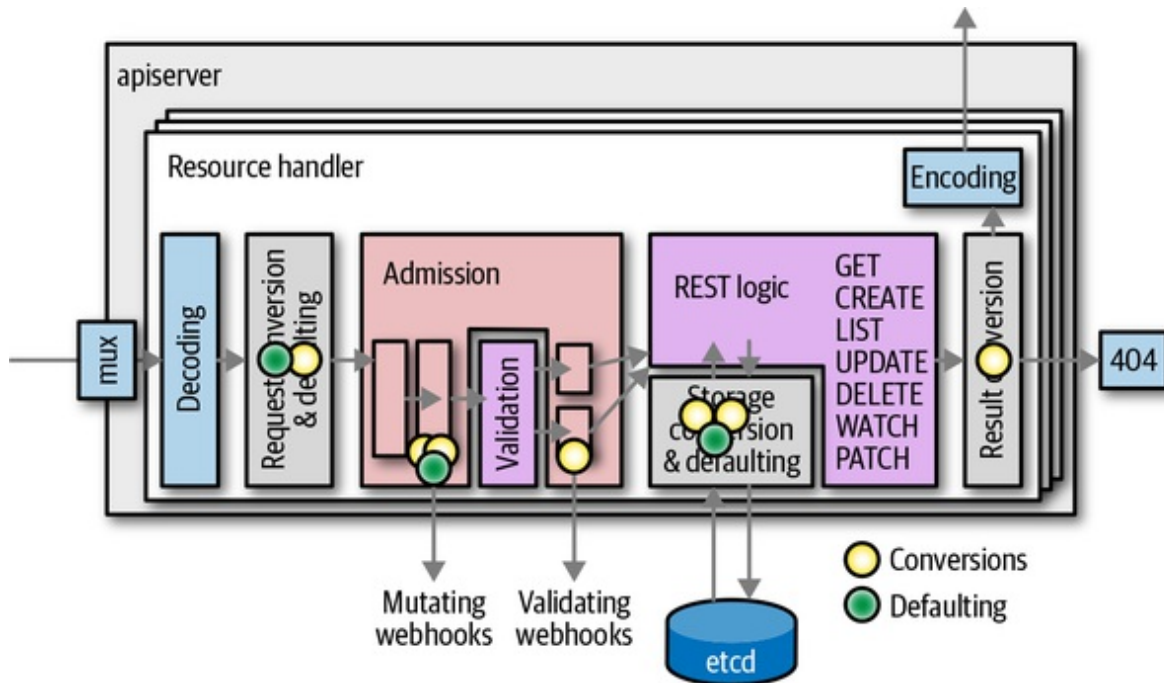 apiserver
Resource handler
Encoding
mux
Decoding
Request conversion
& defaulting
Admission
Validation
REST logic
GET
CREATE
LIST
UPDATE
DELETE
WATCH
PATCH
Storage
conversion
& defaulting
Result conversion
404
Mutating
webhooks
Validating
webhooks
etcd
Conversions
Defaulting